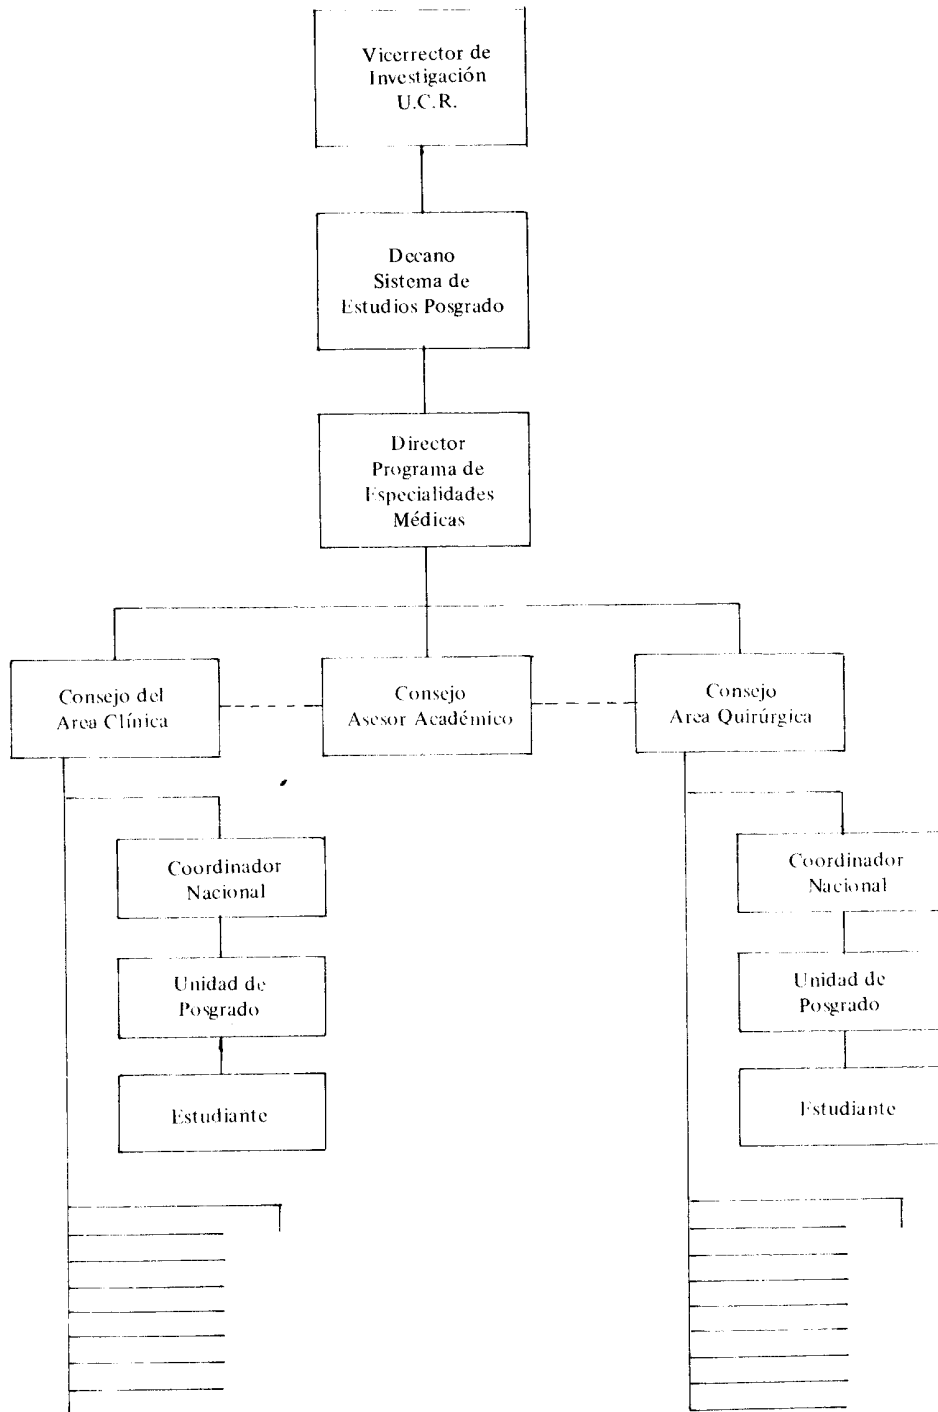 Vicerrector de
Investigación
U.C.R.
Decano
Sistema de
Estudios Posgrado
Director
Programa de
Especialidades
Médicas
Consejo del
Area Clínica
Consejo
Asesor Académico
Consejo
Area Quirúrgica
Coordinador
Nacional
Unidad de
Posgrado
Estudiante
Coordinador
Nacional
Unidad de
Posgrado
Estudiante